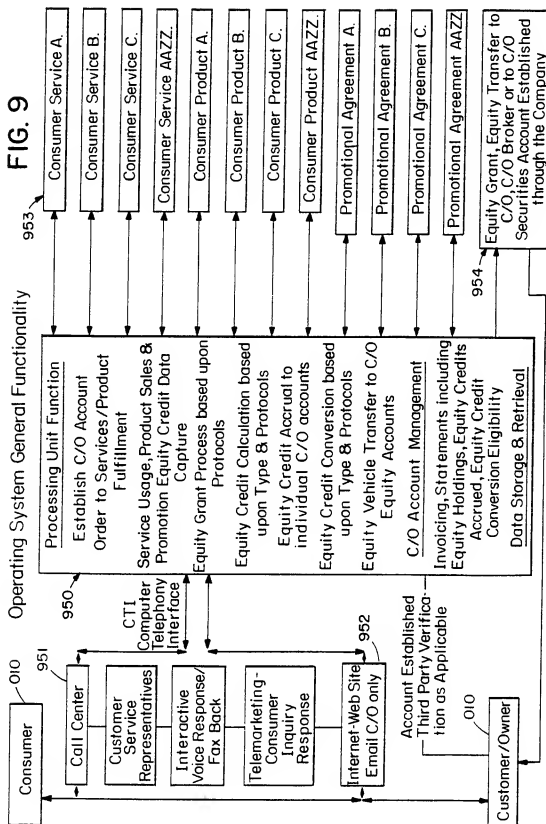 FIG. 9
Operating System General Functionality
010
Consumer
951
Call Center
Customer
Service
Representatives
Interactive
Voice Response/
Fax Back
Telemarketing-
Consumer
Inquiry
Response
Internet-Web Site
Email C/O only
952
CTI
Computer
Telephony
Interface
Account Established
Third Party Verifica-
tion as Applicable
010
Customer/Owner
950
Processing Unit Function
Establish C/O Account
Order to Services/Product
Fulfillment
Service Usage, Product Sales &
Promotion Equity Credit Data
Capture
Equity Grant Process based upon
Protocols
Equity Credit Calculation based
upon Type & Protocols
Equity Credit Accrual to
individual C/O accounts
Equity Credit Conversion based
upon Type & Protocols
Equity Vehicle Transfer to C/O
Equity Accounts
C/O Account Management
Invoicing, Statements including
Equity Holdings, Equity Credits
Accrued, Equity Credit
Conversion Eligibility
Data Storage & Retrieval
953
Consumer Service A.
Consumer Service B.
Consumer Service C.
Consumer Service AAZZ.
Consumer Product A.
Consumer Product B.
Consumer Product C.
Consumer Product AAZZ.
Promotional Agreement A.
Promotional Agreement B.
Promotional Agreement C.
Promotional Agreement AAZZ
954
Equity Grant, Equity Transfer to
C/O, C/O Broker or to C/O
Securities Account Established
through the Company